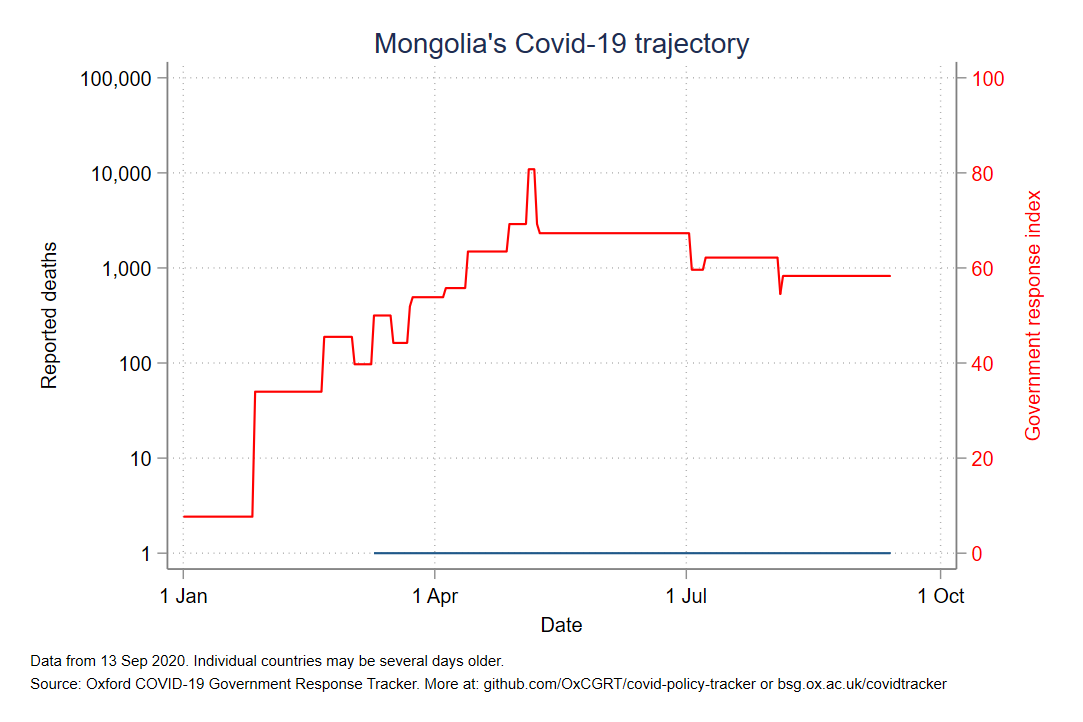 Mongolia's Covid-19 trajectory
100,000
10,000
1,000
100
10
1
Reported deaths
100
80
60
40
20
0
Government response index
1 Jan
1 Apr
1 Jul
1 Oct
Date
Data from 13 Sep 2020. Individual countries may be several days older.
Source: Oxford COVID-19 Government Response Tracker. More at: github.com/OxCGRT/covid-policy-tracker or bsg.ox.ac.uk/covidtracker